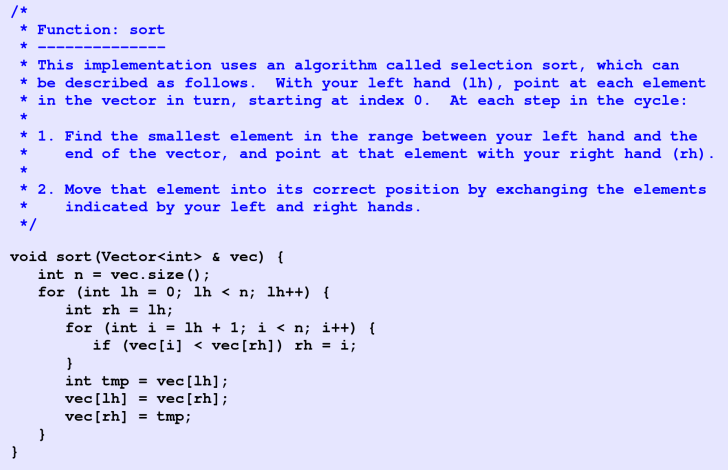 /*
 * Function: sort
 * --------------
 * This implementation uses an algorithm called selection sort, which can
 * be described as follows.  With your left hand (lh), point at each element
 * in the vector in turn, starting at index 0.  At each step in the cycle:
 *
 * 1. Find the smallest element in the range between your left hand and the
 *    end of the vector, and point at that element with your right hand (rh).
 *
 * 2. Move that element into its correct position by exchanging the elements
 *    indicated by your left and right hands.
 */
void sort(Vector<int> & vec) {
   int n = vec.size();
   for (int lh = 0; lh < n; lh++) {
      int rh = lh;
      for (int i = lh + 1; i < n; i++) {
         if (vec[i] < vec[rh]) rh = i;
      }
      int tmp = vec[lh];
      vec[lh] = vec[rh];
      vec[rh] = tmp;
   }
}